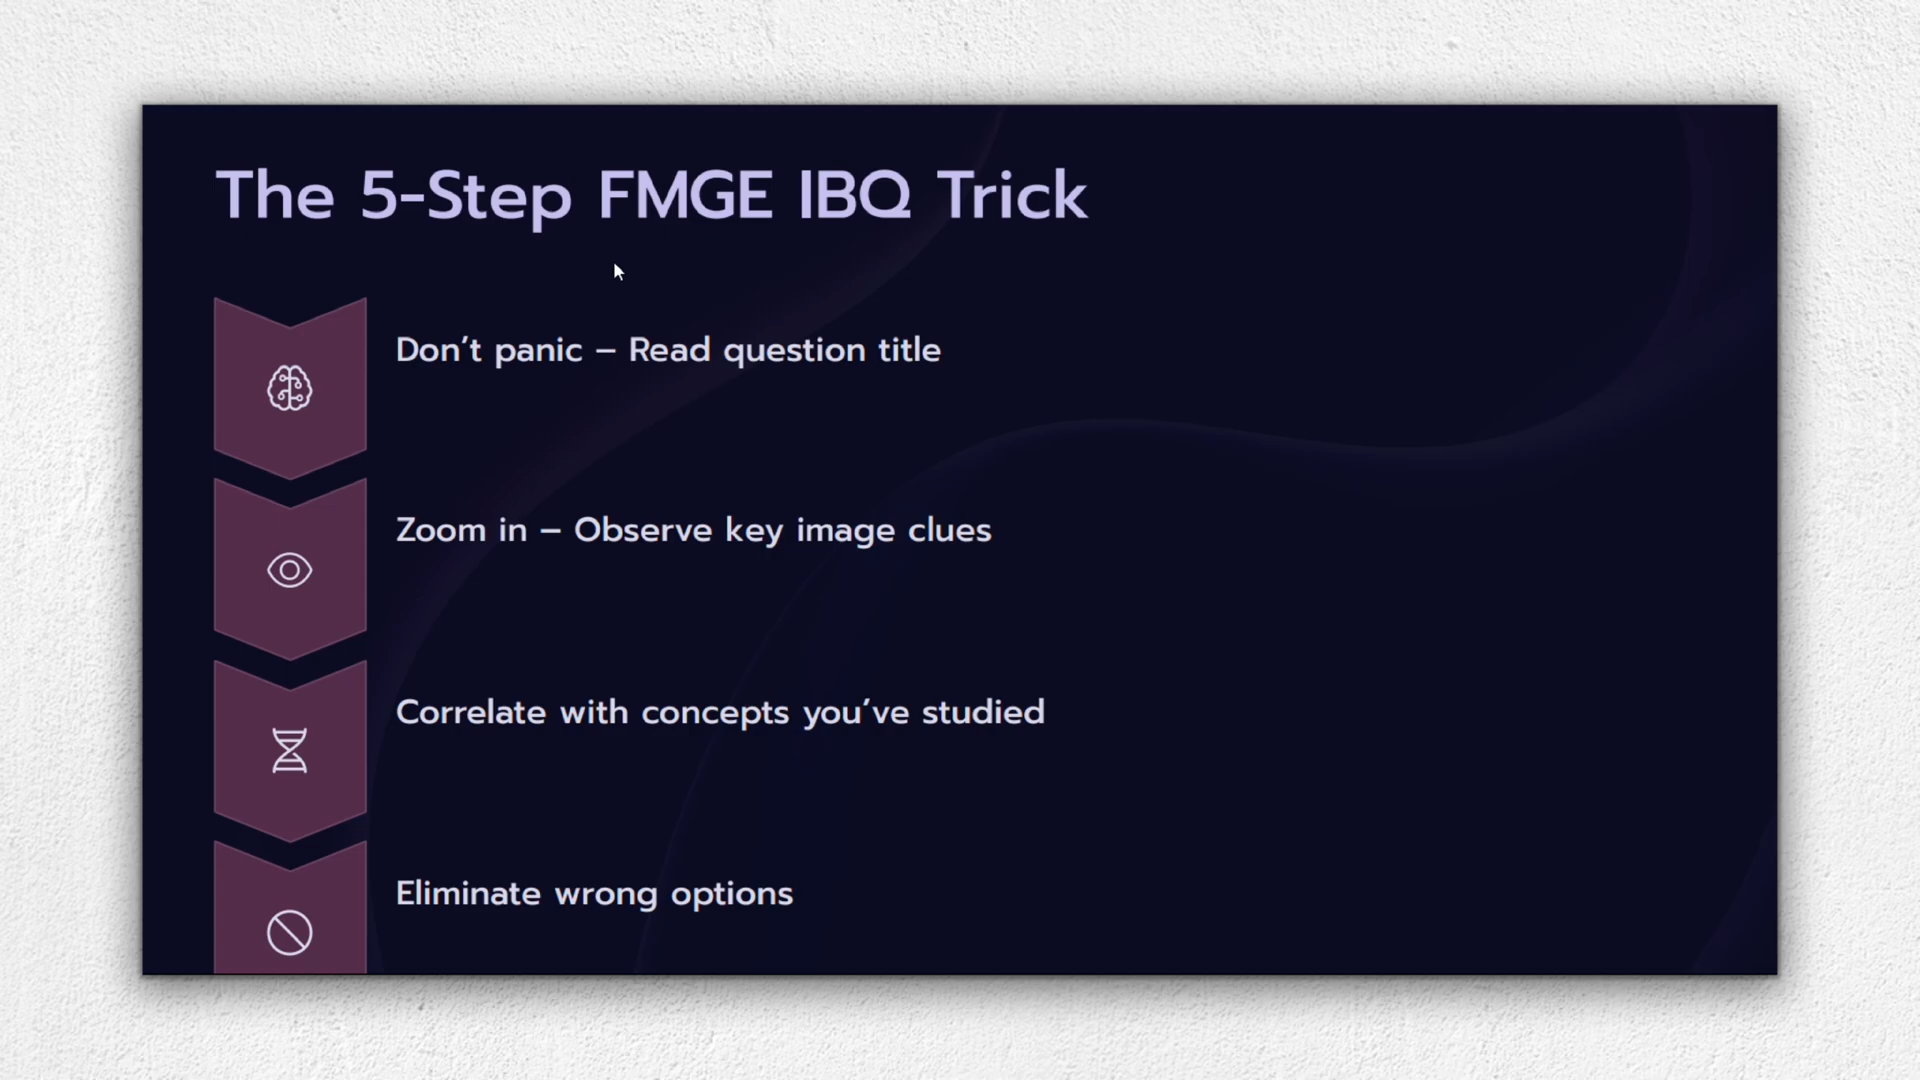 The 5-Step FMGE IBQ Trick
Don’t panic – Read question title
Zoom in – Observe key image clues
Correlate with concepts you’ve studied
Eliminate wrong options